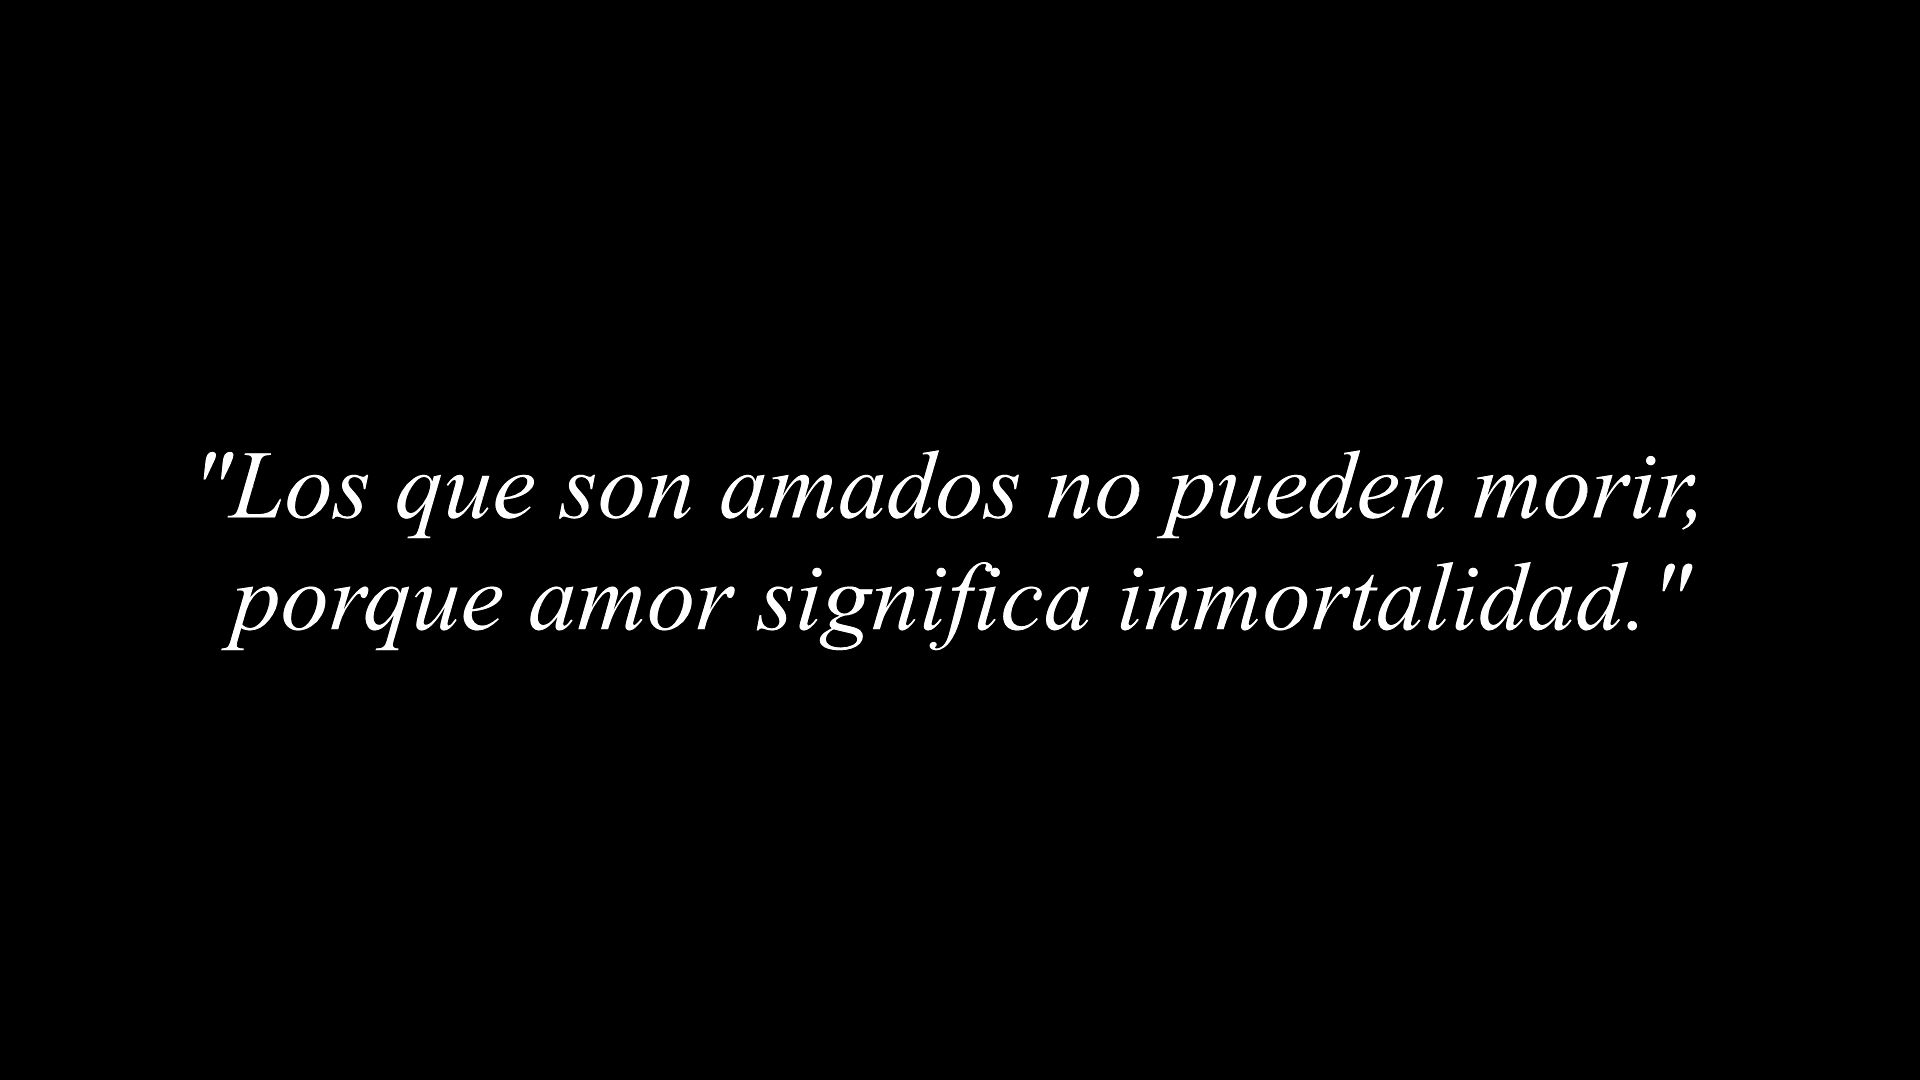 "Los que son amados no pueden morir,
porque amor significa inmortalidad."